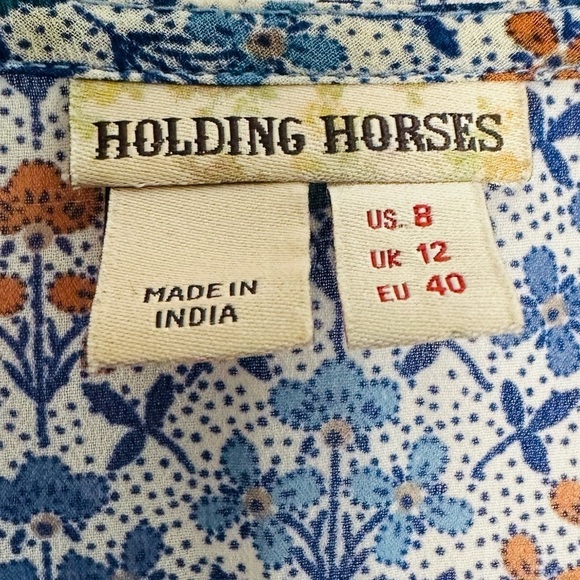 HOLDING HORSES
MADE IN
INDIA
US. 8
UK 12
EU 40